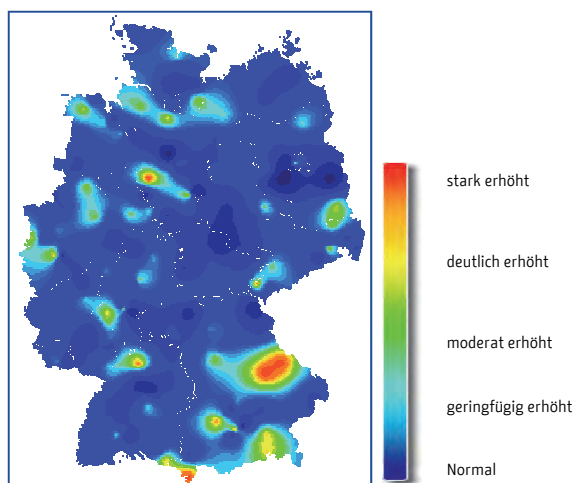 stark erhöht
deutlich erhöht
moderat erhöht
geringfügig erhöht
Normal